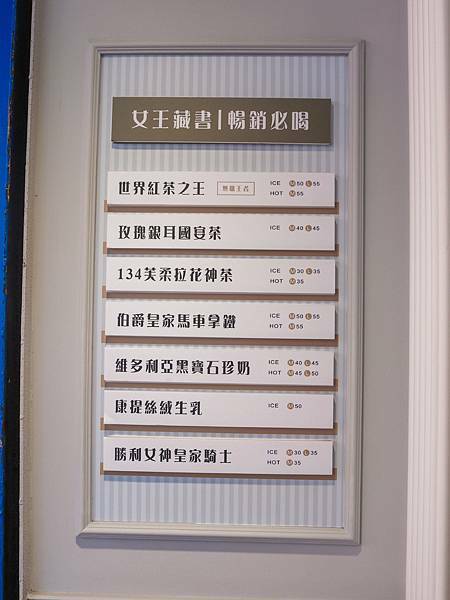 女王藏書|暢銷必喝
世界紅茶之王 無冕王者 ICE M50 L55
HOT M55
玫瑰銀耳國宴茶 ICE M40 L45
134芙柔拉花神茶 ICE M30 L35
HOT M35
伯爵皇家馬車拿鐵 ICE M50 L55
HOT M55
維多利亞黑寶石珍奶 ICE M40 L45
HOT M45 L50
康提絲絨生乳 ICE M50
勝利女神皇家騎士 ICE M30 L35
HOT M35